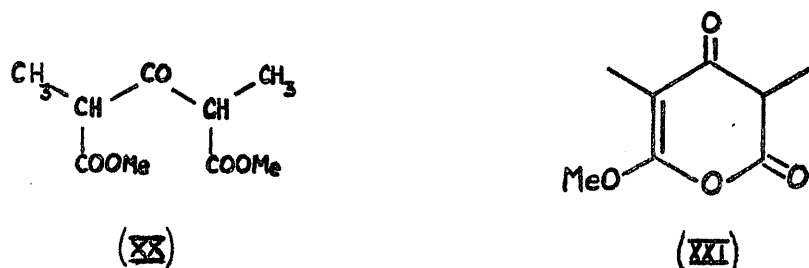 CH₃ CO CH₃
CH CH
COOMe COOMe
(XX)
O
MeO O O
(XXI)